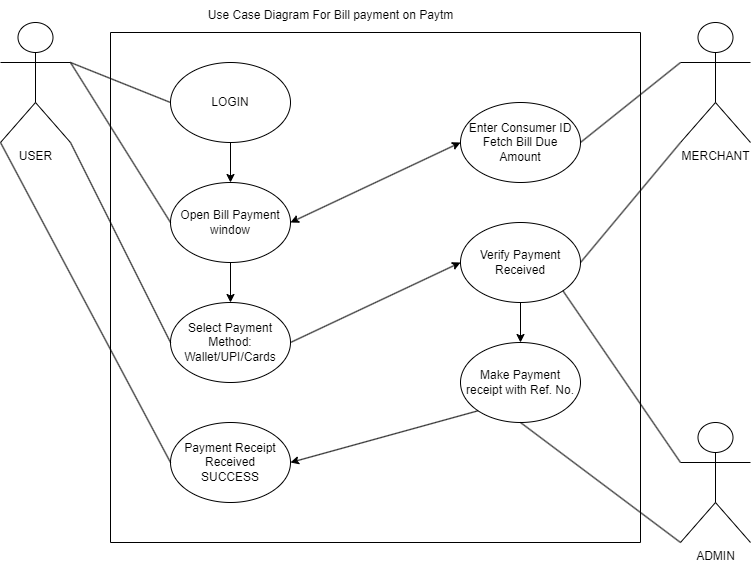 Use Case Diagram For Bill payment on Paytm
LOGIN
Enter Consumer ID
Fetch Bill Due
Amount
USER
MERCHANT
Open Bill Payment
window
Verify Payment
Received
Select Payment
Method:
Wallet/UPI/Cards
Make Payment
receipt with Ref. No.
Payment Receipt
Received
SUCCESS
ADMIN